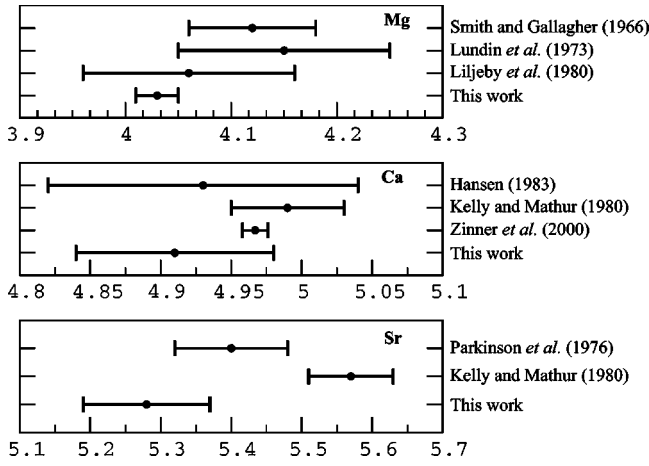 Mg
Smith and Gallagher (1966)
Lundin et al. (1973)
Liljeby et al. (1980)
This work
3.9 4 4.1 4.2 4.3
Ca
Hansen (1983)
Kelly and Mathur (1980)
Zinner et al. (2000)
This work
4.8 4.85 4.9 4.95 5 5.05 5.1
Sr
Parkinson et al. (1976)
Kelly and Mathur (1980)
This work
5.1 5.2 5.3 5.4 5.5 5.6 5.7